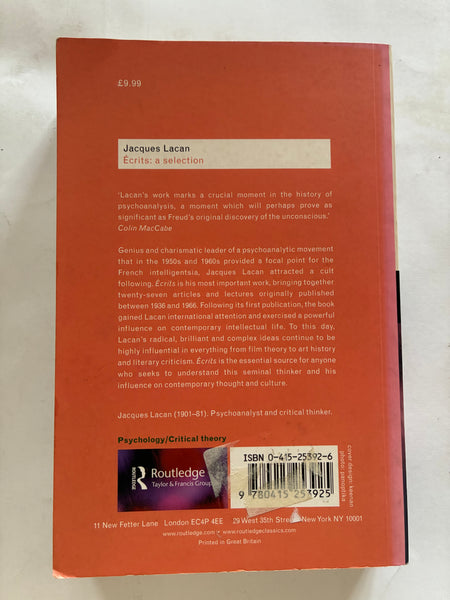 £9.99
Jacques Lacan
Écrits: a selection
'Lacan's work marks a crucial moment in the history of
psychoanalysis, a moment which will perhaps prove as
significant as Freud's original discovery of the unconscious.'
Colin MacCabe
Genius and charismatic leader of a psychoanalytic movement
that in the 1950s and 1960s provided a focal point for the
French intelligentsia, Jacques Lacan attracted a cult
following. Écrits is his most important work, bringing together
twenty-seven articles and lectures originally published
between 1936 and 1966. Following its first publication, the book
gained Lacan international attention and exercised a powerful
influence on contemporary intellectual life. To this day,
Lacan's radical, brilliant and complex ideas continue to be
highly influential in everything from film theory to art history
and literary criticism. Écrits is the essential source for anyone
who seeks to understand this seminal thinker and his
influence on contemporary thought and culture.
Jacques Lacan (1901–81). Psychoanalyst and critical thinker.
Psychology/Critical theory
Routledge
Taylor & Francis Group
ROUTLEDGE
ISBN 0-415-25392-6
9 780415 253925
cover design: keenan
photo: panoptika
11 New Fetter Lane London EC4P 4EE 29 West 35th Street New York NY 10001
www.routledge.com • www.routledgeclassics.com
Printed in Great Britain